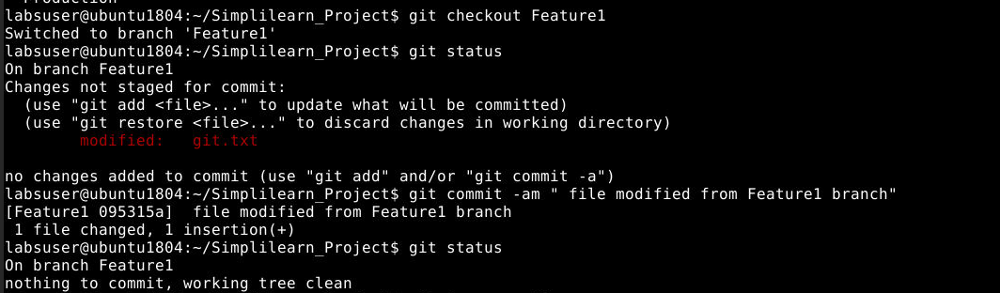 Production
labsuser@ubuntu1804:~/Simplilearn_Project$ git checkout Feature1
Switched to branch 'Feature1'
labsuser@ubuntu1804:~/Simplilearn_Project$ git status
On branch Feature1
Changes not staged for commit:
  (use "git add <file>..." to update what will be committed)
  (use "git restore <file>..." to discard changes in working directory)
        modified:   git.txt

no changes added to commit (use "git add" and/or "git commit -a")
labsuser@ubuntu1804:~/Simplilearn_Project$ git commit -am " file modified from Feature1 branch"
[Feature1 095315a]  file modified from Feature1 branch
 1 file changed, 1 insertion(+)
labsuser@ubuntu1804:~/Simplilearn_Project$ git status
On branch Feature1
nothing to commit, working tree clean